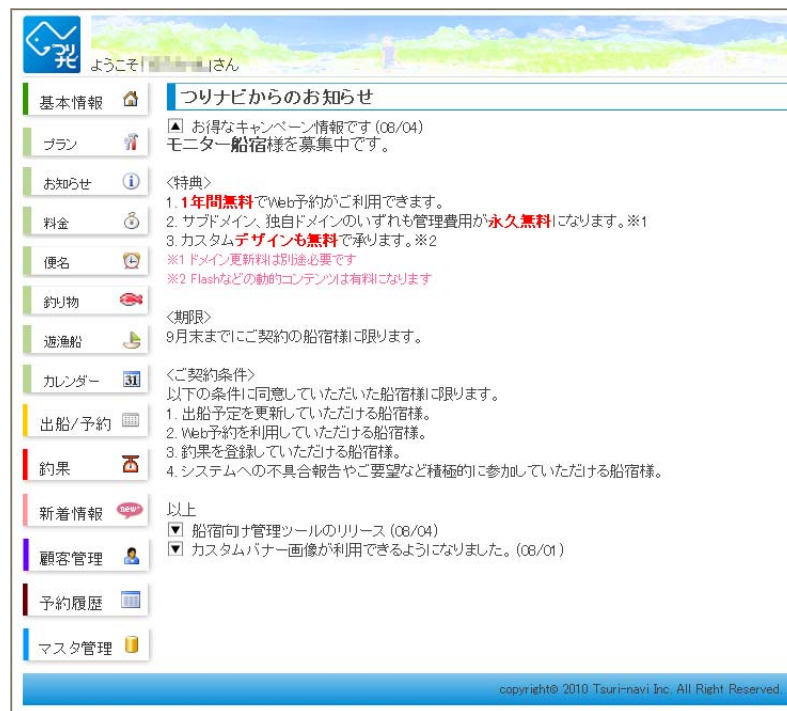 つりナビ
ようこそ! さん
基本情報
プラン
お知らせ
料金
便名
釣り物
遊漁船
カレンダー
31
出船/予約
釣果
新着情報
new!
顧客管理
予約履歴
マスタ管理
つりナビからのお知らせ
▲ お得なキャンペーン情報です(08/04)
モニター船宿様を募集中です。
〈特典〉
1. 1年間無料でWeb予約がご利用できます。
2. サブドメイン、独自ドメインのいずれも管理費用が永久無料になります。※1
3. カスタムデザインも無料で承ります。※2
※1 ドメイン更新料は別途必要です
※2 Flashなどの動的コンテンツは有料になります
〈期限〉
9月末までにご契約の船宿様に限ります。
〈ご契約条件〉
以下の条件に同意していただいた船宿様に限ります。
1. 出船予定を更新していただける船宿様。
2. Web予約を利用していただける船宿様。
3. 釣果を登録していただける船宿様。
4. システムへの不具合報告やご要望など積極的に参加していただける船宿様。
以上
▼ 船宿向け管理ツールのリリース(08/04)
▼ カスタムバナー画像が利用できるようになりました。(08/01)
copyright© 2010 Tsuri-navi Inc. All Right Reserved.